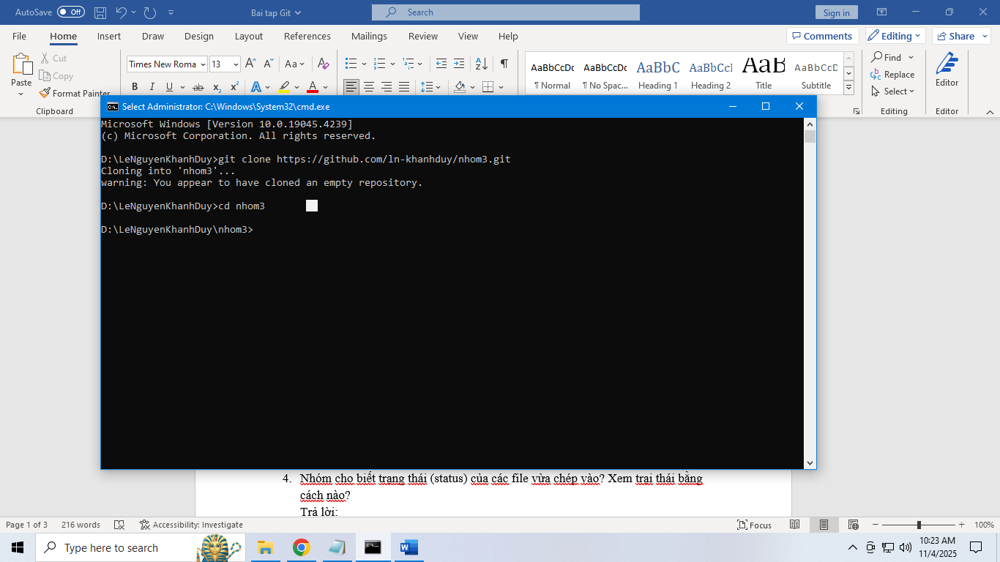 AutoSave Off Bai tap Git Search Sign in
File Home Insert Draw Design Layout References Mailings Review View Help Comments Editing Share
Paste Cut Copy Format Painter
Clipboard
Times New Roma 13 Aa
B I U ab x2 x2 A A
AaBbCcDc AaBbCcDc AaBbC AaBbCcI AaB AaBbCcD
¶ Normal ¶ No Spac... Heading 1 Heading 2 Title Subtitle
Find
Replace
Select
Editing
Editor
Editor
Select Administrator: C:\Windows\System32\cmd.exe
Microsoft Windows [Version 10.0.19045.4239]
(c) Microsoft Corporation. All rights reserved.
D:\LeNguyenKhanhDuy>git clone https://github.com/ln-khanhduy/nhom3.git
Cloning into 'nhom3'...
warning: You appear to have cloned an empty repository.
D:\LeNguyenKhanhDuy>cd nhom3
D:\LeNguyenKhanhDuy\nhom3>
4. Nhóm cho biết trạng thái (status) của các file vừa chép vào? Xem trại thái bằng
cách nào?
Trả lời:
Page 1 of 3 216 words Accessibility: Investigate Focus 100%
Type here to search
10:23 AM
11/4/2025